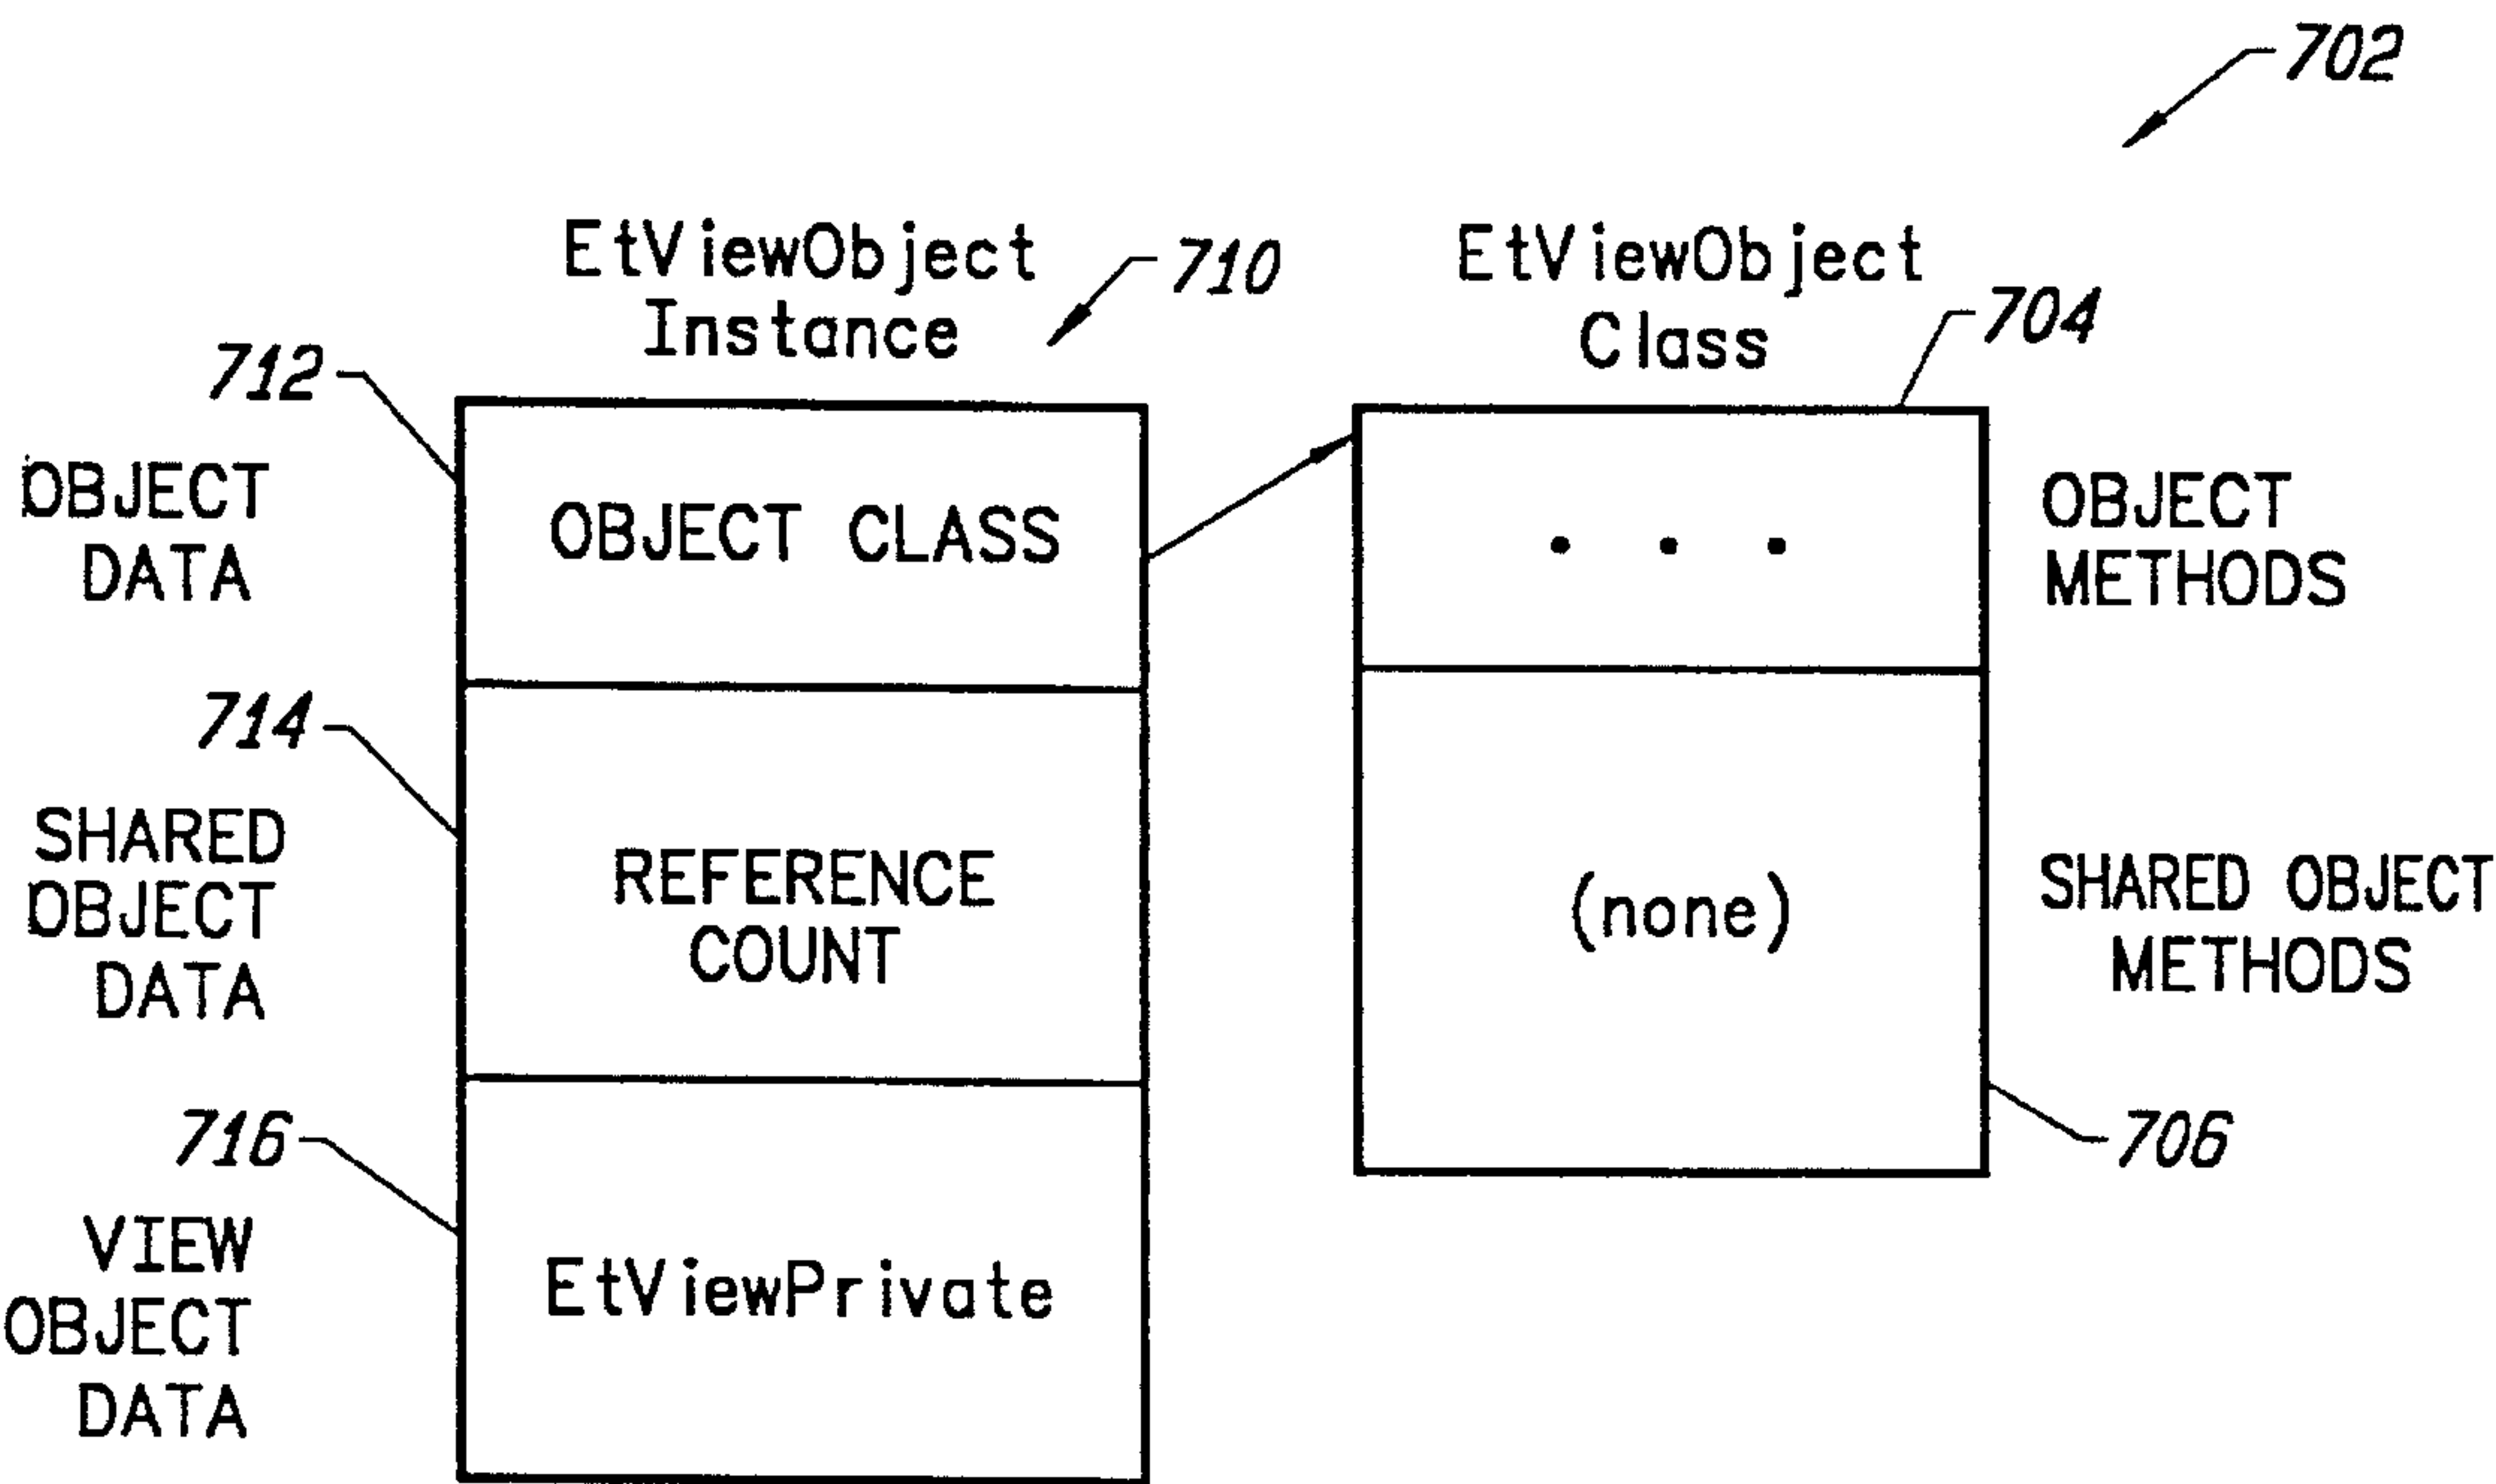 702
EtViewObject
Instance
710
EtViewObject
Class
704
712
OBJECT
DATA
OBJECT CLASS
. . .
OBJECT
METHODS
714
SHARED
OBJECT
DATA
REFERENCE
COUNT
(none)
SHARED OBJECT
METHODS
706
716
VIEW
OBJECT
DATA
EtViewPrivate